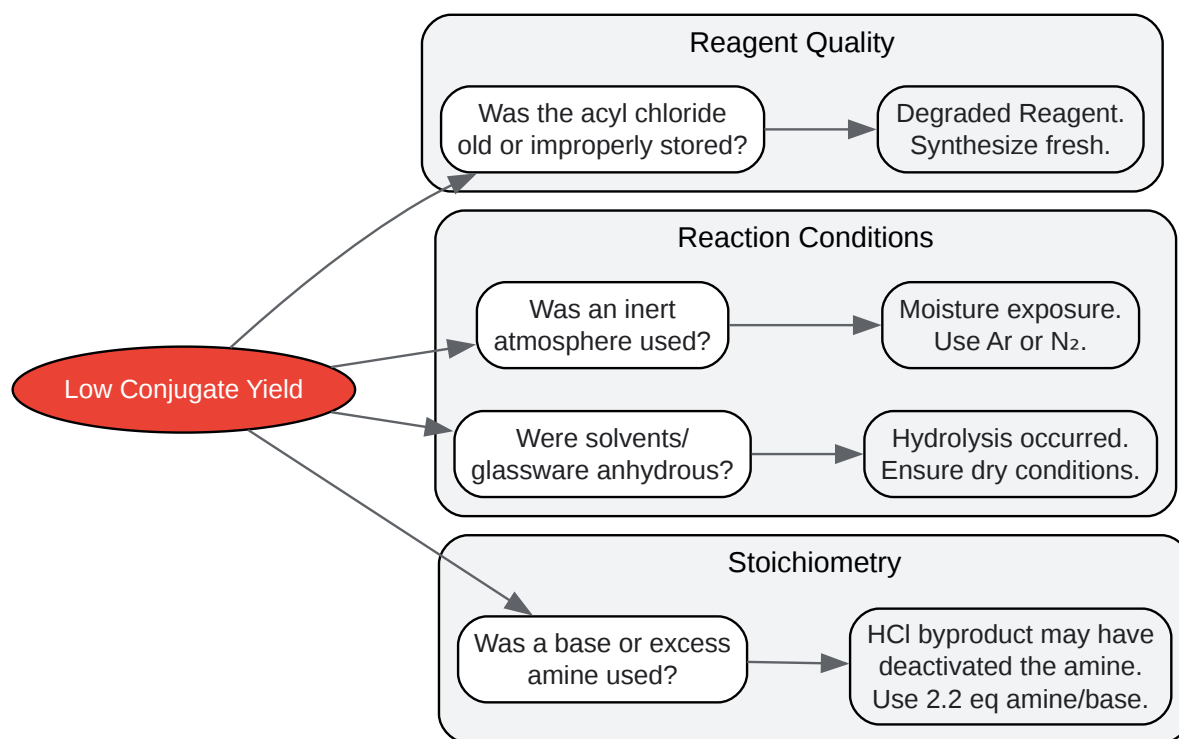 Reagent Quality
Was the acyl chloride
old or improperly stored?
Degraded Reagent.
Synthesize fresh.
Reaction Conditions
Was an inert
atmosphere used?
Moisture exposure.
Use Ar or N₂.
Low Conjugate Yield
Were solvents/
glassware anhydrous?
Hydrolysis occurred.
Ensure dry conditions.
Stoichiometry
Was a base or excess
amine used?
HCl byproduct may have
deactivated the amine.
Use 2.2 eq amine/base.